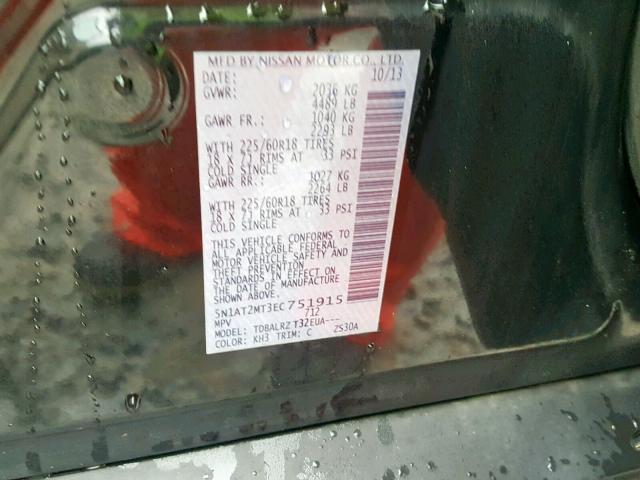 MFD BY NISSAN MOTOR CO., LTD.
DATE: 10/13
GVWR: 2036 KG
4489 LB
GAWR FR.: 1040 KG
2293 LB
WITH 225/60R18 TIRES
18 X 7J RIMS AT 33 PSI
COLD SINGLE
GAWR RR.: 1027 KG
2264 LB
WITH 225/60R18 TIRES
18 X 7J RIMS AT 33 PSI
COLD SINGLE
THIS VEHICLE CONFORMS TO
ALL APPLICABLE FEDERAL
MOTOR VEHICLE SAFETY AND
THEFT PREVENTION
STANDARDS IN EFFECT ON
THE DATE OF MANUFACTURE
SHOWN ABOVE.
5N1AT2MT3EC751915
MPV 712
MODEL: TDBALRZ T32EUA---
COLOR: KH3 TRIM: C ZS30A